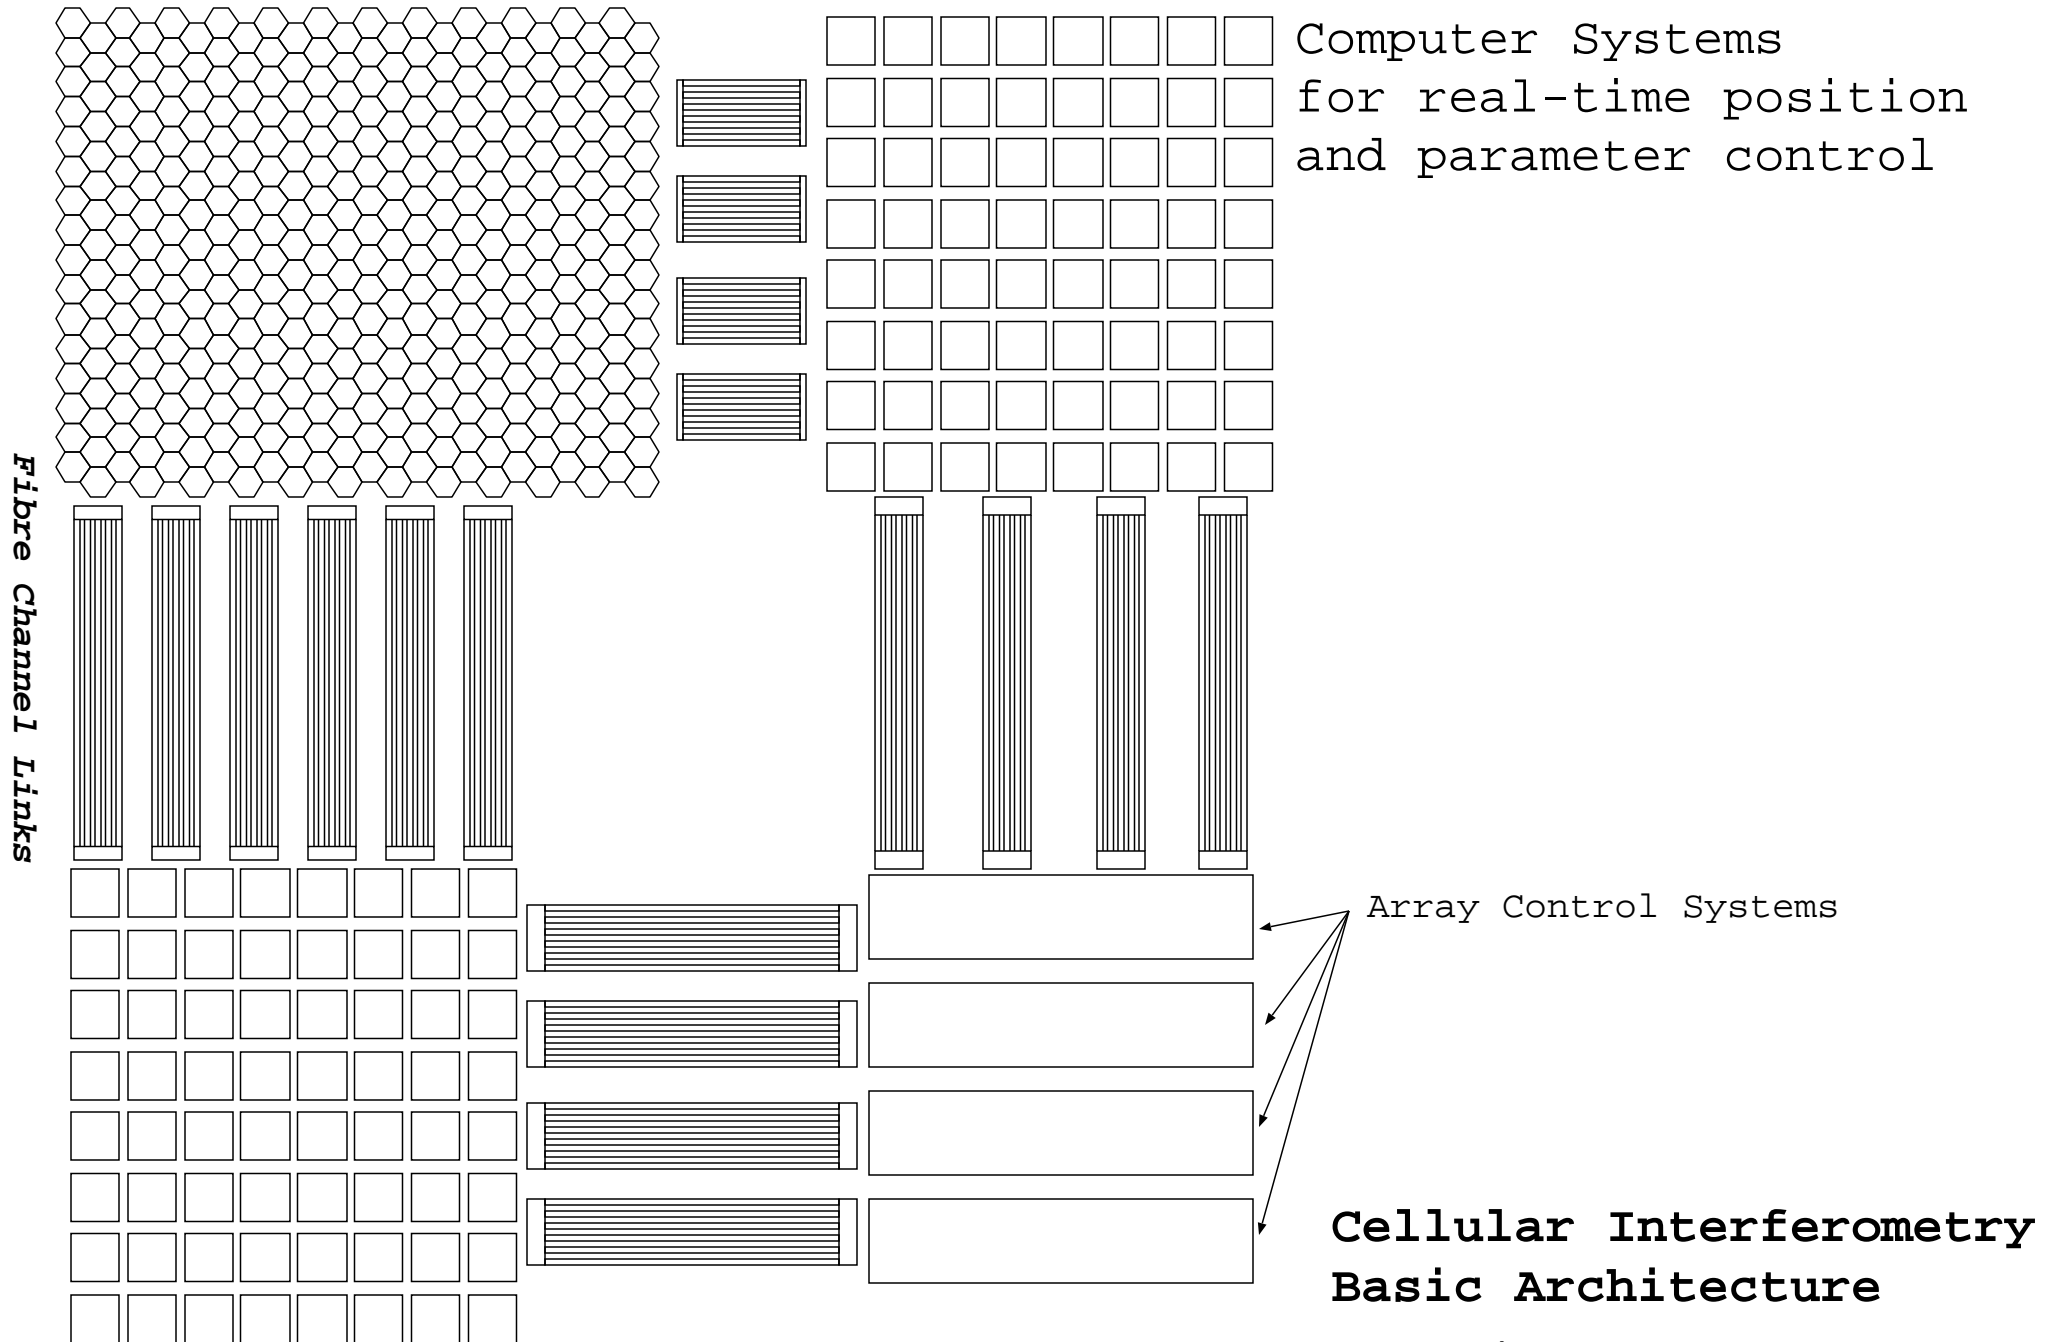 Computer Systems
for real-time position
and parameter control
Fibre Channel Links
Array Control Systems
Cellular Interferometry
Basic Architecture